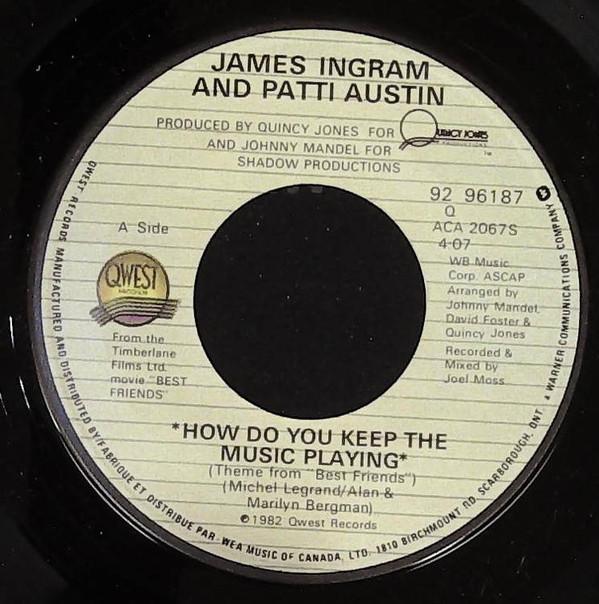 JAMES INGRAM
AND PATTI AUSTIN
PRODUCED BY QUINCY JONES FOR
QUINCY JONES
PRODUCTIONS
™
AND JOHNNY MANDEL FOR
SHADOW PRODUCTIONS
A Side
QWEST
RECORDS
From the
Timberlane
Films Ltd.
movie "BEST
FRIENDS"
92 96187
Q
ACA 2067S
4-07
WB Music
Corp. ASCAP
Arranged by
Johnny Mandel,
David Foster &
Quincy Jones
Recorded &
Mixed by
Joel Moss
*HOW DO YOU KEEP THE
MUSIC PLAYING*
(Theme from "Best Friends")
(Michel Legrand/Alan &
Marilyn Bergman)
℗1982 Qwest Records
QWEST RECORDS MANUFACTURED AND DISTRIBUTED BY/FABRIQUE ET DISTRIBUE PAR WEA MUSIC OF CANADA, LTD. 1810 BIRCHMOUNT RD. SCARBOROUGH, ONT. A WARNER COMMUNICATIONS COMPANY